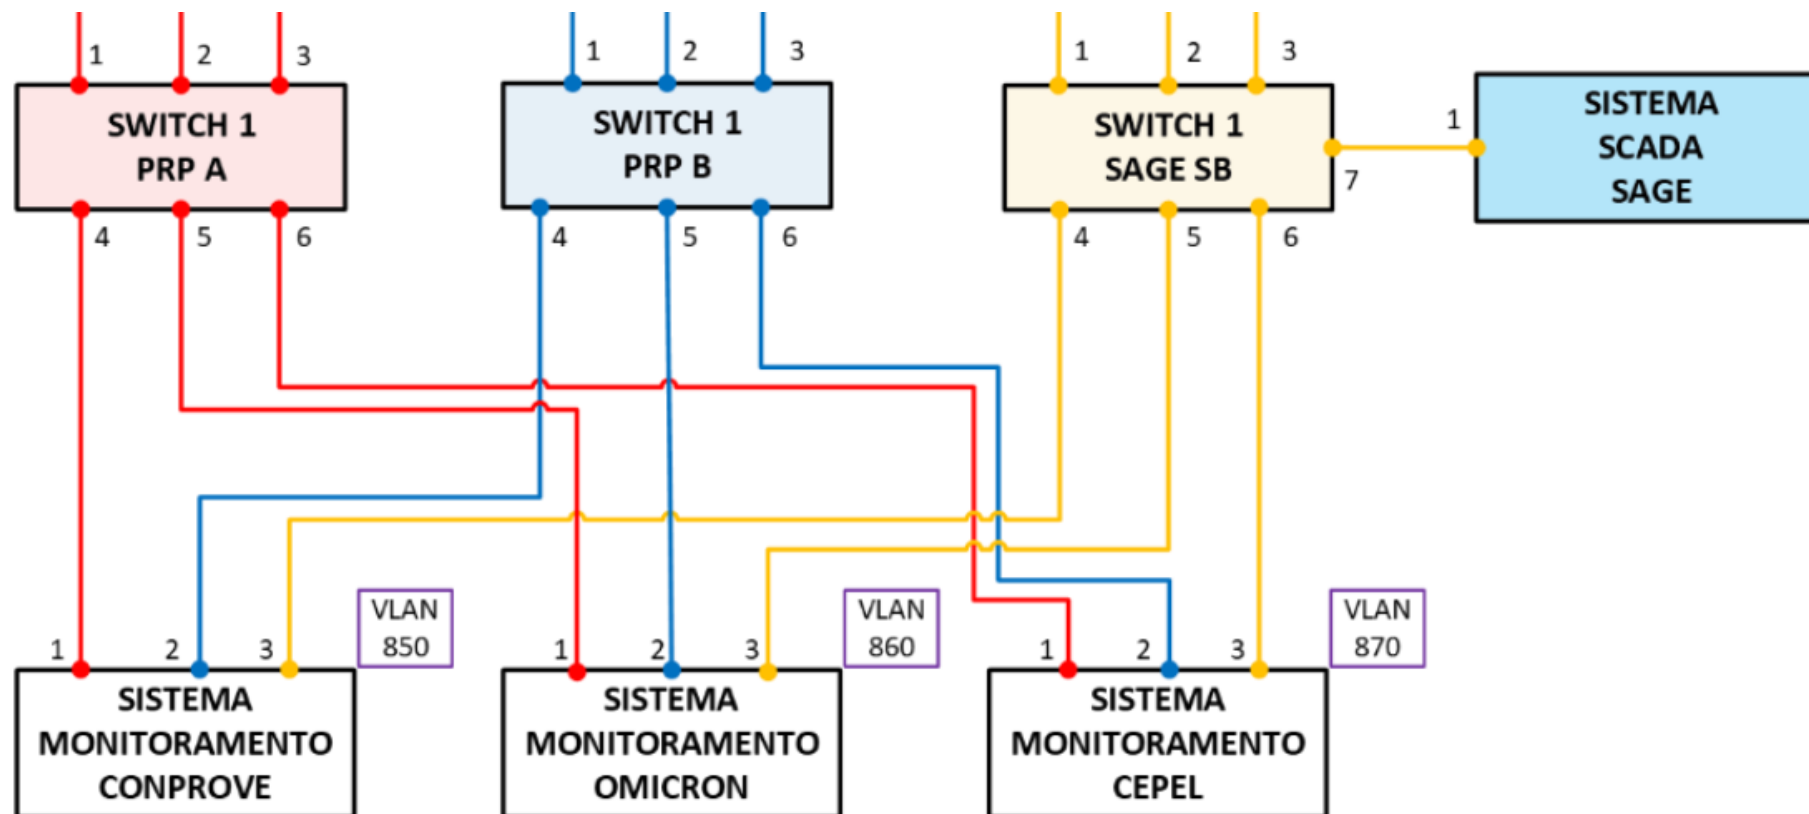 1 2 3
1 2 3
1 2 3
SWITCH 1
PRP A
SWITCH 1
PRP B
SWITCH 1
SAGE SB
1
7
SISTEMA
SCADA
SAGE
4 5 6
4 5 6
4 5 6
VLAN
850
VLAN
860
VLAN
870
1 2 3
SISTEMA
MONITORAMENTO
CONPROVE
1 2 3
SISTEMA
MONITORAMENTO
OMICRON
1 2 3
SISTEMA
MONITORAMENTO
CEPEL